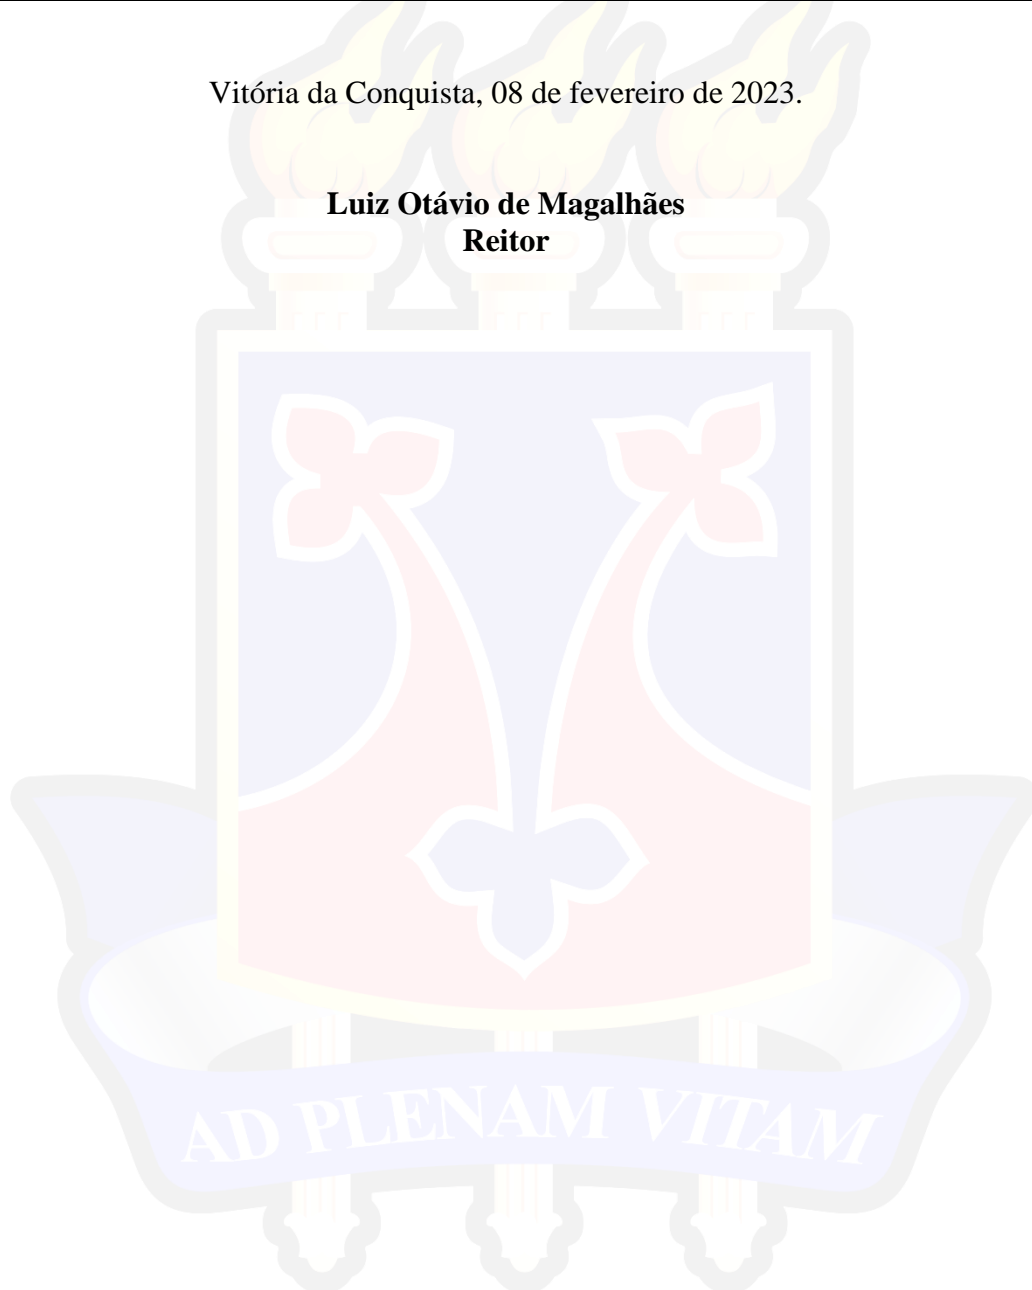 Vitória da Conquista, 08 de fevereiro de 2023.
Luiz Otávio de Magalhães
Reitor
AD PLENAM VITAM